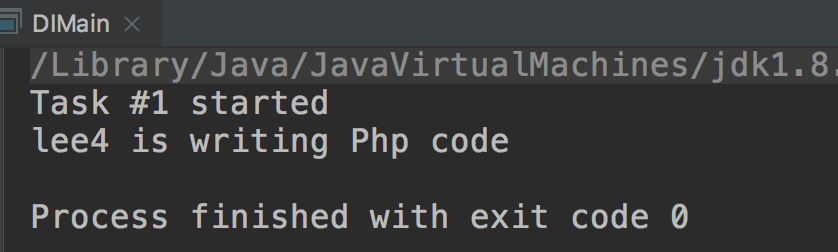 DIMain
/Library/Java/JavaVirtualMachines/jdk1.8.
Task #1 started
lee4 is writing Php code
Process finished with exit code 0